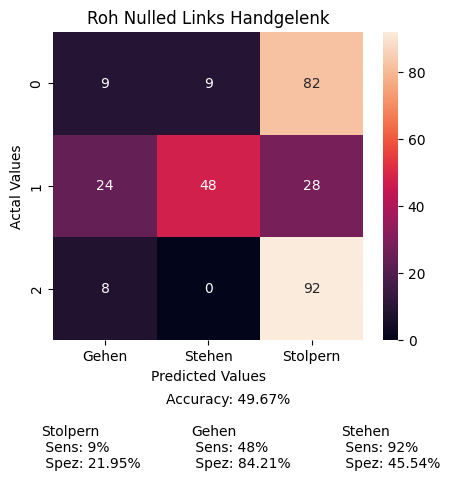 Roh Nulled Links Handgelenk
0 9 9 82
1 24 48 28
2 8 0 92
Gehen Stehen Stolpern
Actal Values
Predicted Values
80
60
40
20
0
Accuracy: 49.67%
Stolpern Gehen Stehen
Sens: 9% Sens: 48% Sens: 92%
Spez: 21.95% Spez: 84.21% Spez: 45.54%